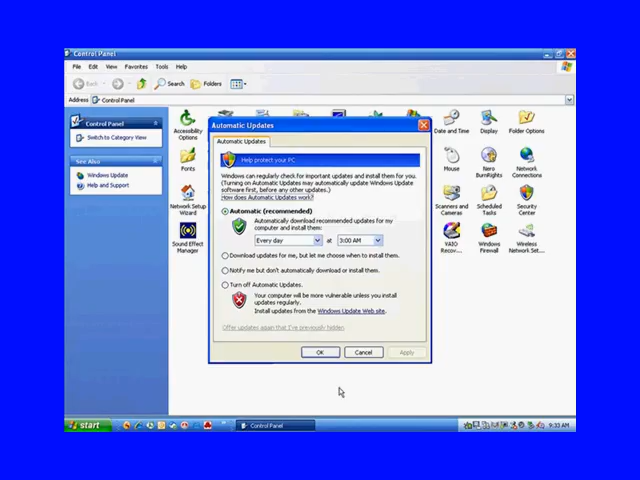 Control Panel
File Edit View Favorites Tools Help
Back Search Folders
Address Control Panel
Control Panel
Switch to Category View
See Also
Windows Update
Help and Support
Accessibility Options
Fonts
Network Setup Wizard
Sound Effect Manager
Date and Time
Display
Folder Options
Mouse
Nero BurnRights
Network Connections
Scanners and Cameras
Scheduled Tasks
Security Center
VAIO Recov...
Windows Firewall
Wireless Network Set...
Automatic Updates
Automatic Updates
Help protect your PC
Windows can regularly check for important updates and install them for you.
(Turning on Automatic Updates may automatically update Windows Update
software first, before any other updates.)
How does Automatic Updates work?
Automatic (recommended)
Automatically download recommended updates for my
computer and install them:
Every day at 3:00 AM
Download updates for me, but let me choose when to install them.
Notify me but don't automatically download or install them.
Turn off Automatic Updates.
Your computer will be more vulnerable unless you install
updates regularly.
Install updates from the Windows Update Web site.
Offer updates again that I've previously hidden
OK Cancel Apply
start Control Panel 9:33 AM